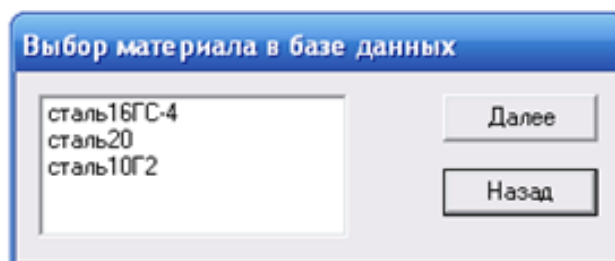 Выбор материала в базе данных
сталь16ГС-4
сталь20
сталь10Г2
Далее
Назад